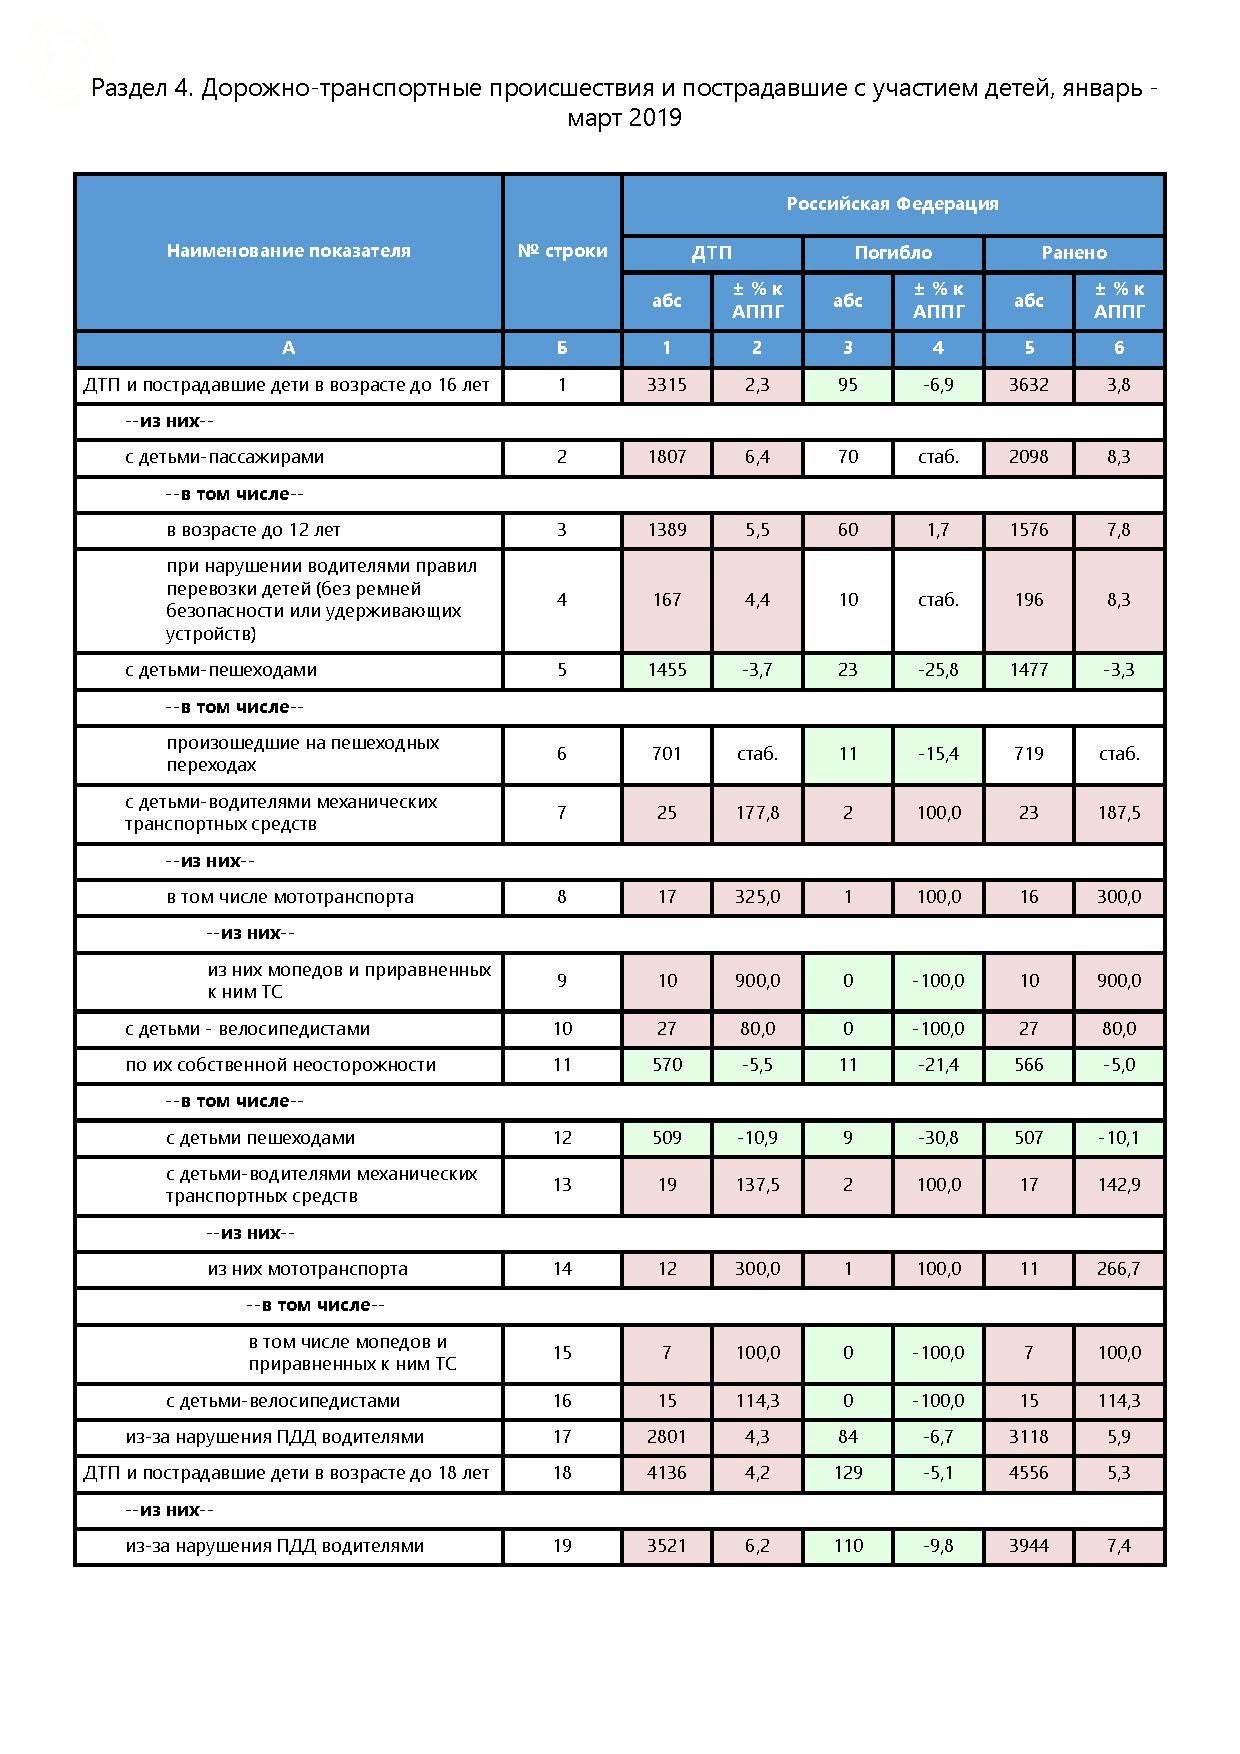 Раздел 4. Дорожно-транспортные происшествия и пострадавшие с участием детей, январь -
март 2019
Наименование показателя № строки Российская Федерация
ДТП Погибло Ранено
абс ± % к АППГ абс ± % к АППГ абс ± % к АППГ
А Б 1 2 3 4 5 6
ДТП и пострадавшие дети в возрасте до 16 лет 1 3315 2,3 95 -6,9 3632 3,8
--из них--
с детьми-пассажирами 2 1807 6,4 70 стаб. 2098 8,3
--в том числе--
в возрасте до 12 лет 3 1389 5,5 60 1,7 1576 7,8
при нарушении водителями правил
перевозки детей (без ремней
безопасности или удерживающих
устройств) 4 167 4,4 10 стаб. 196 8,3
с детьми-пешеходами 5 1455 -3,7 23 -25,8 1477 -3,3
--в том числе--
произошедшие на пешеходных
переходах 6 701 стаб. 11 -15,4 719 стаб.
с детьми-водителями механических
транспортных средств 7 25 177,8 2 100,0 23 187,5
--из них--
в том числе мототранспорта 8 17 325,0 1 100,0 16 300,0
--из них--
из них мопедов и приравненных
к ним ТС 9 10 900,0 0 -100,0 10 900,0
с детьми - велосипедистами 10 27 80,0 0 -100,0 27 80,0
по их собственной неосторожности 11 570 -5,5 11 -21,4 566 -5,0
--в том числе--
с детьми пешеходами 12 509 -10,9 9 -30,8 507 -10,1
с детьми-водителями механических
транспортных средств 13 19 137,5 2 100,0 17 142,9
--из них--
из них мототранспорта 14 12 300,0 1 100,0 11 266,7
--в том числе--
в том числе мопедов и
приравненных к ним ТС 15 7 100,0 0 -100,0 7 100,0
с детьми-велосипедистами 16 15 114,3 0 -100,0 15 114,3
из-за нарушения ПДД водителями 17 2801 4,3 84 -6,7 3118 5,9
ДТП и пострадавшие дети в возрасте до 18 лет 18 4136 4,2 129 -5,1 4556 5,3
--из них--
из-за нарушения ПДД водителями 19 3521 6,2 110 -9,8 3944 7,4